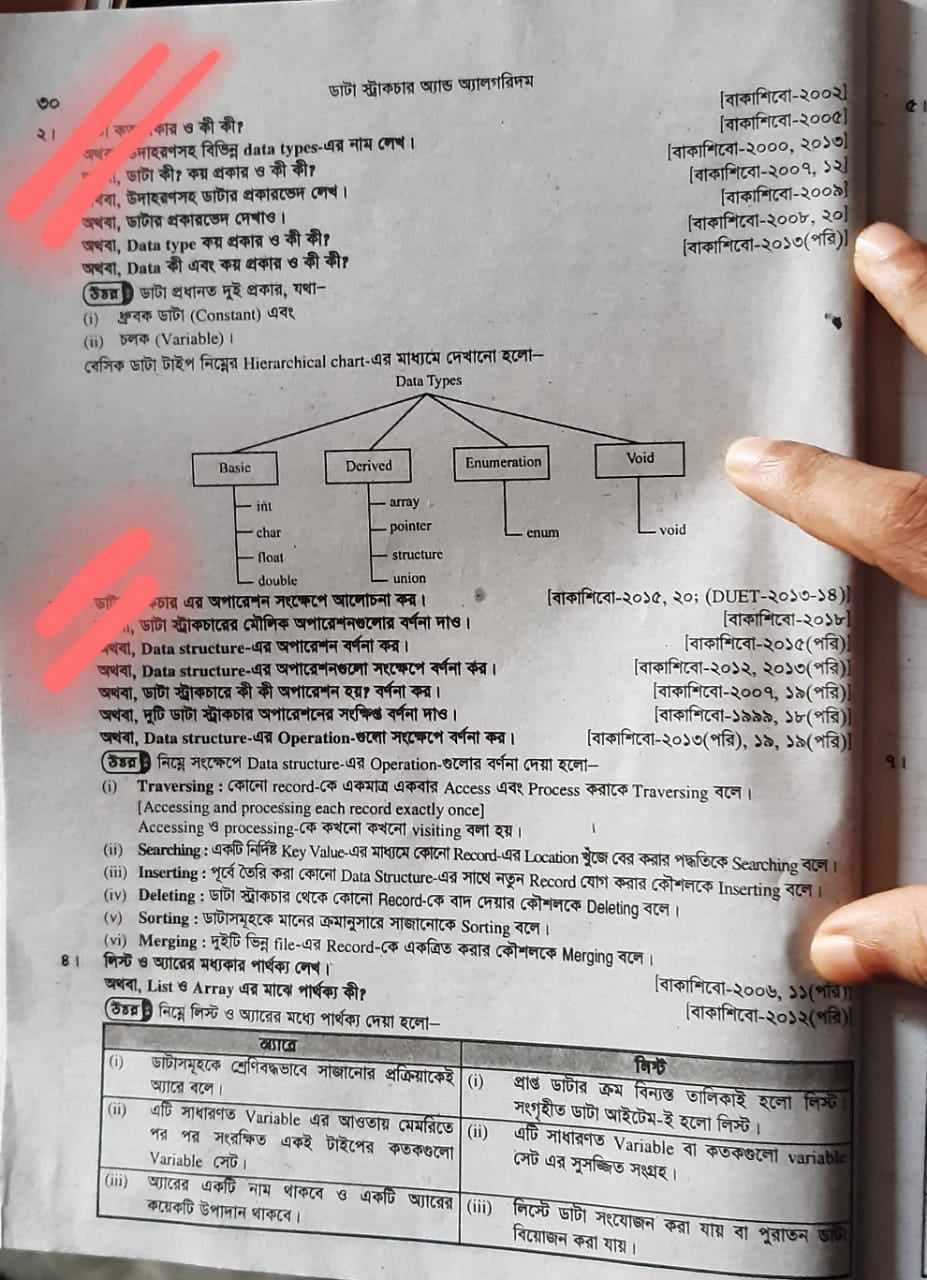 ৩০
ডাটা স্ট্রাকচার অ্যান্ড অ্যালগরিদম
২। কার ও কী কী? [বাকাশিবো-২০০২]
উদাহরণসহ বিভিন্ন data types-এর নাম লেখ। [বাকাশিবো-২০০৫]
ডাটা কী? কয় প্রকার ও কী কী? [বাকাশিবো-২০০০, ২০১৩]
অথবা, উদাহরণসহ ডাটার প্রকারভেদ লেখ। [বাকাশিবো-২০০৭, ১২]
অথবা, ডাটার প্রকারভেদ দেখাও। [বাকাশিবো-২০০৯]
অথবা, Data type কয় প্রকার ও কী কী? [বাকাশিবো-২০০৮, ২০]
অথবা, Data কী এবং কয় প্রকার ও কী কী? [বাকাশিবো-২০১৩(পরি)]
উত্তর : ডাটা প্রধানত দুই প্রকার, যথা–
(i) ধ্রুবক ডাটা (Constant) এবং
(ii) চলক (Variable)।
বেসিক ডাটা টাইপ নিম্নের Hierarchical chart-এর মাধ্যমে দেখানো হলো–
Data Types
Basic Derived Enumeration Void
int array
char pointer enum void
float structure
double union
চার এর অপারেশন সংক্ষেপে আলোচনা কর। [বাকাশিবো-২০১৫, ২০; (DUET-২০১৩-১৪)]
ডাটা স্ট্রাকচারের মৌলিক অপারেশনগুলোর বর্ণনা দাও। [বাকাশিবো-২০১৮]
অথবা, Data structure-এর অপারেশন বর্ণনা কর। [বাকাশিবো-২০১৫(পরি)]
অথবা, Data structure-এর অপারেশনগুলো সংক্ষেপে বর্ণনা কর। [বাকাশিবো-২০১২, ২০১৩(পরি)]
অথবা, ডাটা স্ট্রাকচারে কী কী অপারেশন হয়? বর্ণনা কর। [বাকাশিবো-২০০৭, ১৯(পরি)]
অথবা, দুটি ডাটা স্ট্রাকচার অপারেশনের সংক্ষিপ্ত বর্ণনা দাও। [বাকাশিবো-১৯৯৯, ১৮(পরি)]
অথবা, Data structure-এর Operation-গুলো সংক্ষেপে বর্ণনা কর। [বাকাশিবো-২০১৩(পরি), ১৯, ১৯(পরি)]
উত্তর : নিম্নে সংক্ষেপে Data structure-এর Operation-গুলোর বর্ণনা দেয়া হলো–
(i) Traversing : কোনো record-কে একমাত্র একবার Access এবং Process করাকে Traversing বলে।
[Accessing and processing each record exactly once]
Accessing ও processing-কে কখনো কখনো visiting বলা হয়।
(ii) Searching : একটি নির্দিষ্ট Key Value-এর মাধ্যমে কোনো Record-এর Location খুঁজে বের করার পদ্ধতিকে Searching বলে।
(iii) Inserting : পূর্বে তৈরি করা কোনো Data Structure-এর সাথে নতুন Record যোগ করার কৌশলকে Inserting বলে।
(iv) Deleting : ডাটা স্ট্রাকচার থেকে কোনো Record-কে বাদ দেয়ার কৌশলকে Deleting বলে।
(v) Sorting : ডাটাসমূহকে মানের ক্রমানুসারে সাজানোকে Sorting বলে।
(vi) Merging : দুইটি ভিন্ন file-এর Record-কে একত্রিত করার কৌশলকে Merging বলে।
৪। লিস্ট ও অ্যারের মধ্যকার পার্থক্য লেখ। [বাকাশিবো-২০০৬, ১১(পরি)]
অথবা, List ও Array এর মাঝে পার্থক্য কী? [বাকাশিবো-২০১২(পরি)]
উত্তর : নিম্নে লিস্ট ও অ্যারের মধ্যে পার্থক্য দেয়া হলো–
অ্যারে
(i) ডাটাসমূহকে শ্রেণিবদ্ধভাবে সাজানোর প্রক্রিয়াকেই
অ্যারে বলে।
(ii) এটি সাধারণত Variable এর আওতায় মেমরিতে
পর পর সংরক্ষিত একই টাইপের কতকগুলো
Variable সেট।
(iii) অ্যারের একটি নাম থাকবে ও একটি অ্যারের
কয়েকটি উপাদান থাকবে।
লিস্ট
(i) প্রাপ্ত ডাটার ক্রম বিন্যস্ত তালিকাই হলো লিস্ট।
সংগৃহীত ডাটা আইটেম-ই হলো লিস্ট।
(ii) এটি সাধারণত Variable বা কতকগুলো variable
সেট এর সুসজ্জিত সংগ্রহ।
(iii) লিস্টে ডাটা সংযোজন করা যায় বা পুরাতন ডাটা
বিয়োজন করা যায়।
৫।
৭।